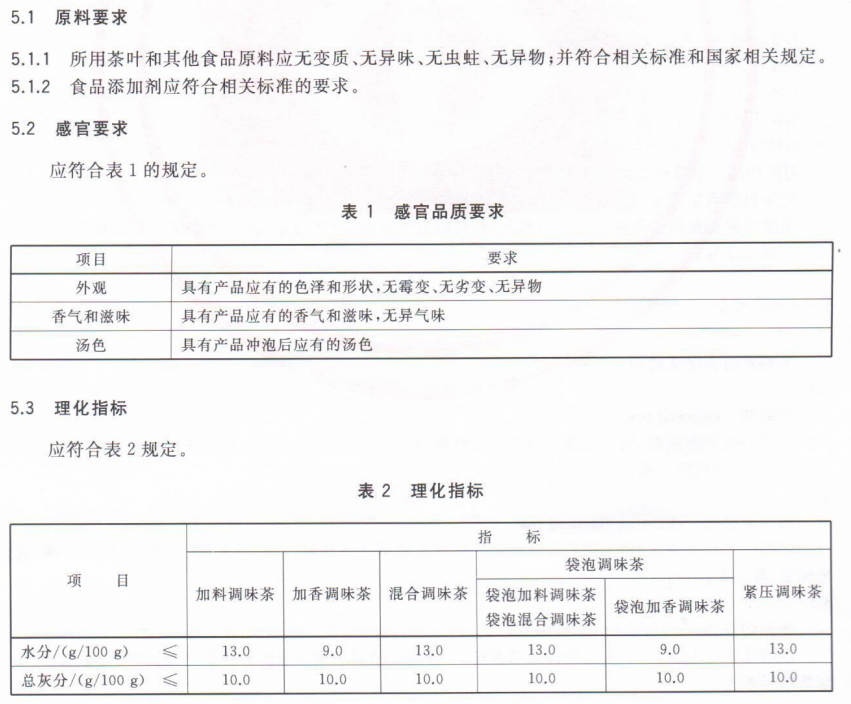 5.1 原料要求
5.1.1 所用茶叶和其他食品原料应无变质、无异味、无虫蛀、无异物;并符合相关标准和国家相关规定。
5.1.2 食品添加剂应符合相关标准的要求。
5.2 感官要求
应符合表 1 的规定。
表 1 感官品质要求
项目 要求
外观 具有产品应有的色泽和形状,无霉变、无劣变、无异物
香气和滋味 具有产品应有的香气和滋味,无异气味
汤色 具有产品冲泡后应有的汤色
5.3 理化指标
应符合表 2 规定。
表 2 理化指标
项 目 指 标
加料调味茶 加香调味茶 混合调味茶 袋泡调味茶 紧压调味茶
袋泡加料调味茶 袋泡加香调味茶
袋泡混合调味茶
水分/(g/100 g) ≤ 13.0 9.0 13.0 13.0 9.0 13.0
总灰分/(g/100 g) ≤ 10.0 10.0 10.0 10.0 10.0 10.0